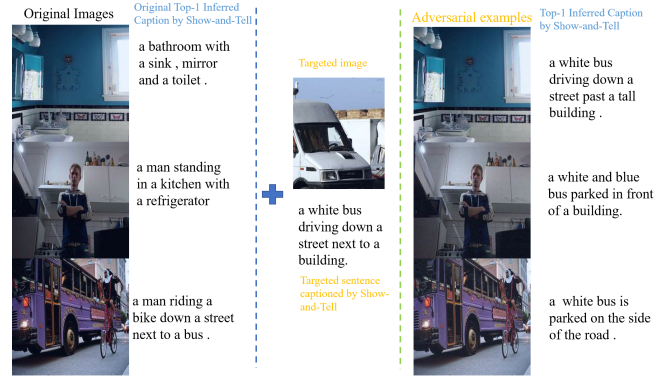 Original Images
Original Top-1 Inferred
Caption by Show-and-Tell
a bathroom with
a sink , mirror
and a toilet .
a man standing
in a kitchen with
a refrigerator
a man riding a
bike down a street
next to a bus .
Targeted image
a white bus
driving down a
street next to a
building.
Targeted sentence
captioned by Show-
and-Tell
Adversarial examples
Top-1 Inferred Caption
by Show-and-Tell
a white bus
driving down a
street past a tall
building .
a white and blue
bus parked in front
of a building.
a white bus is
parked on the side
of the road .